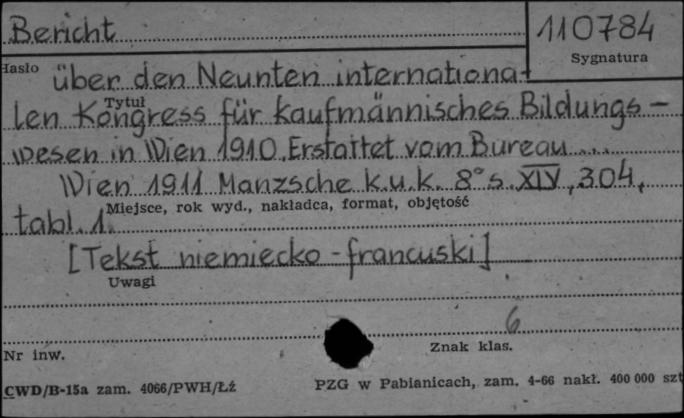 Bericht
110784
Hasło
Sygnatura
über den Neunten internationa-
Tytuł
len Kongress für kaufmännisches Bildungs-
wesen in Wien 1910. Erstattet vom Bureau ...
Wien 1911 Manzsche k.u.k. 8° s. XIV, 304,
Miejsce, rok wyd., nakładca, format, objętość
tabl. 1.
[Tekst niemiecko-francuski]
Uwagi
6
Nr inw.
Znak klas.
CWD/B-15a zam. 4066/PWH/Łź
PZG w Pabianicach, zam. 4-66 nakł. 400 000 szt